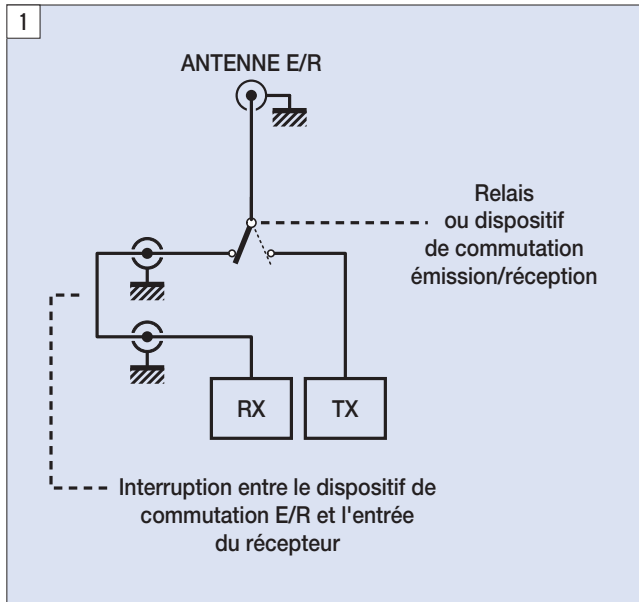 1
ANTENNE E/R
Relais
ou dispositif
de commutation
émission/réception
RX
TX
Interruption entre le dispositif de
commutation E/R et l'entrée
du récepteur